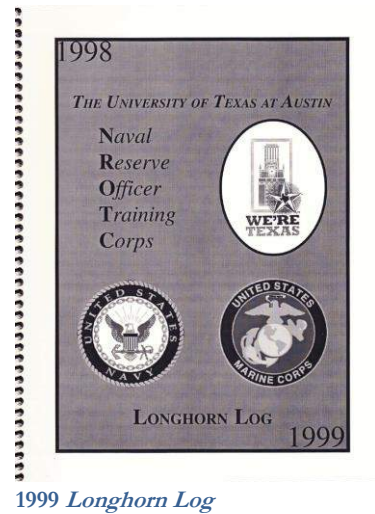 1998
THE UNIVERSITY OF TEXAS AT AUSTIN
Naval
Reserve
Officer
Training
Corps
WE'RE
TEXAS
UNITED STATES
NAVY
UNITED STATES
MARINE CORPS
LONGHORN LOG
1999
1999 Longhorn Log